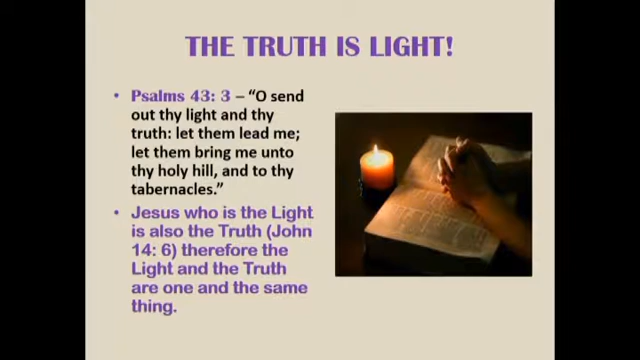 THE TRUTH IS LIGHT!
• Psalms 43: 3 – “O send
out thy light and thy
truth: let them lead me;
let them bring me unto
thy holy hill, and to thy
tabernacles.”
• Jesus who is the Light
is also the Truth (John
14: 6) therefore the
Light and the Truth
are one and the same
thing.